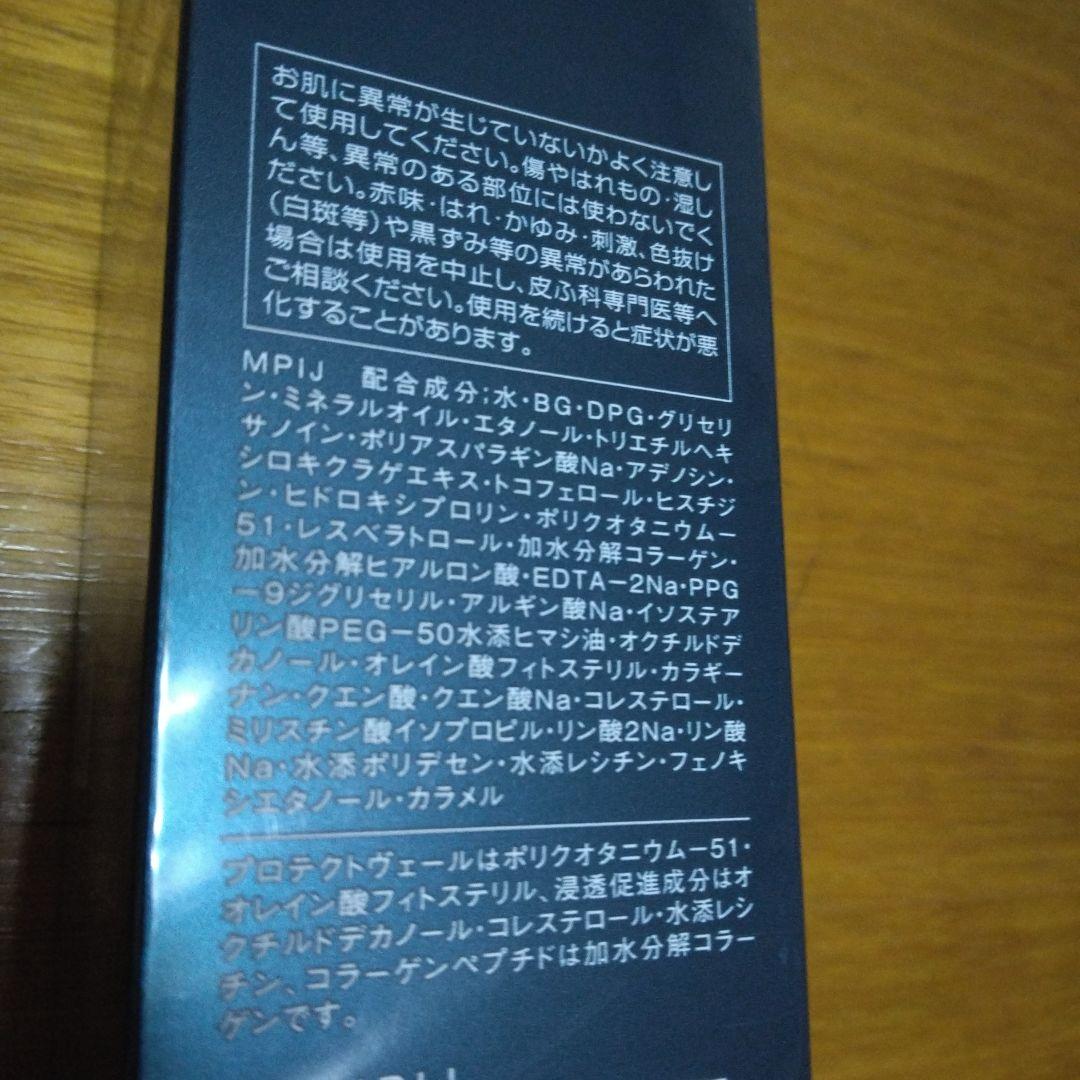 お肌に異常が生じていないかよく注意し
て使用してください。傷やはれもの・湿し
ん等、異常のある部位には使わないでく
ださい。赤味・はれ・かゆみ・刺激、色抜け
(白斑等)や黒ずみ等の異常があらわれた
場合は使用を中止し、皮ふ科専門医等へ
ご相談ください。使用を続けると症状が悪
化することがあります。
MPIJ 配合成分;水・BG・DPG・グリセリ
ン・ミネラルオイル・エタノール・トリエチルヘキ
サノイン・ポリアスパラギン酸Na・アデノシン・
シロキクラゲエキス・トコフェロール・ヒスチジ
ン・ヒドロキシプロリン・ポリクオタニウムー
51・レスベラトロール・加水分解コラーゲン・
加水分解ヒアルロン酸・EDTA－2Na・PPG
－9ジグリセリル・アルギン酸Na・イソステア
リン酸PEG－50水添ヒマシ油・オクチルドデ
カノール・オレイン酸フィトステリル・カラギー
ナン・クエン酸・クエン酸Na・コレステロール・
ミリスチン酸イソプロピル・リン酸2Na・リン酸
Na・水添ポリデセン・水添レシチン・フェノキ
シエタノール・カラメル
プロテクトヴェールはポリクオタニウム－51・
オレイン酸フィトステリル、浸透促進成分はオ
クチルドデカノール・コレステロール・水添レシ
チン、コラーゲンペプチドは加水分解コラー
ゲンです。